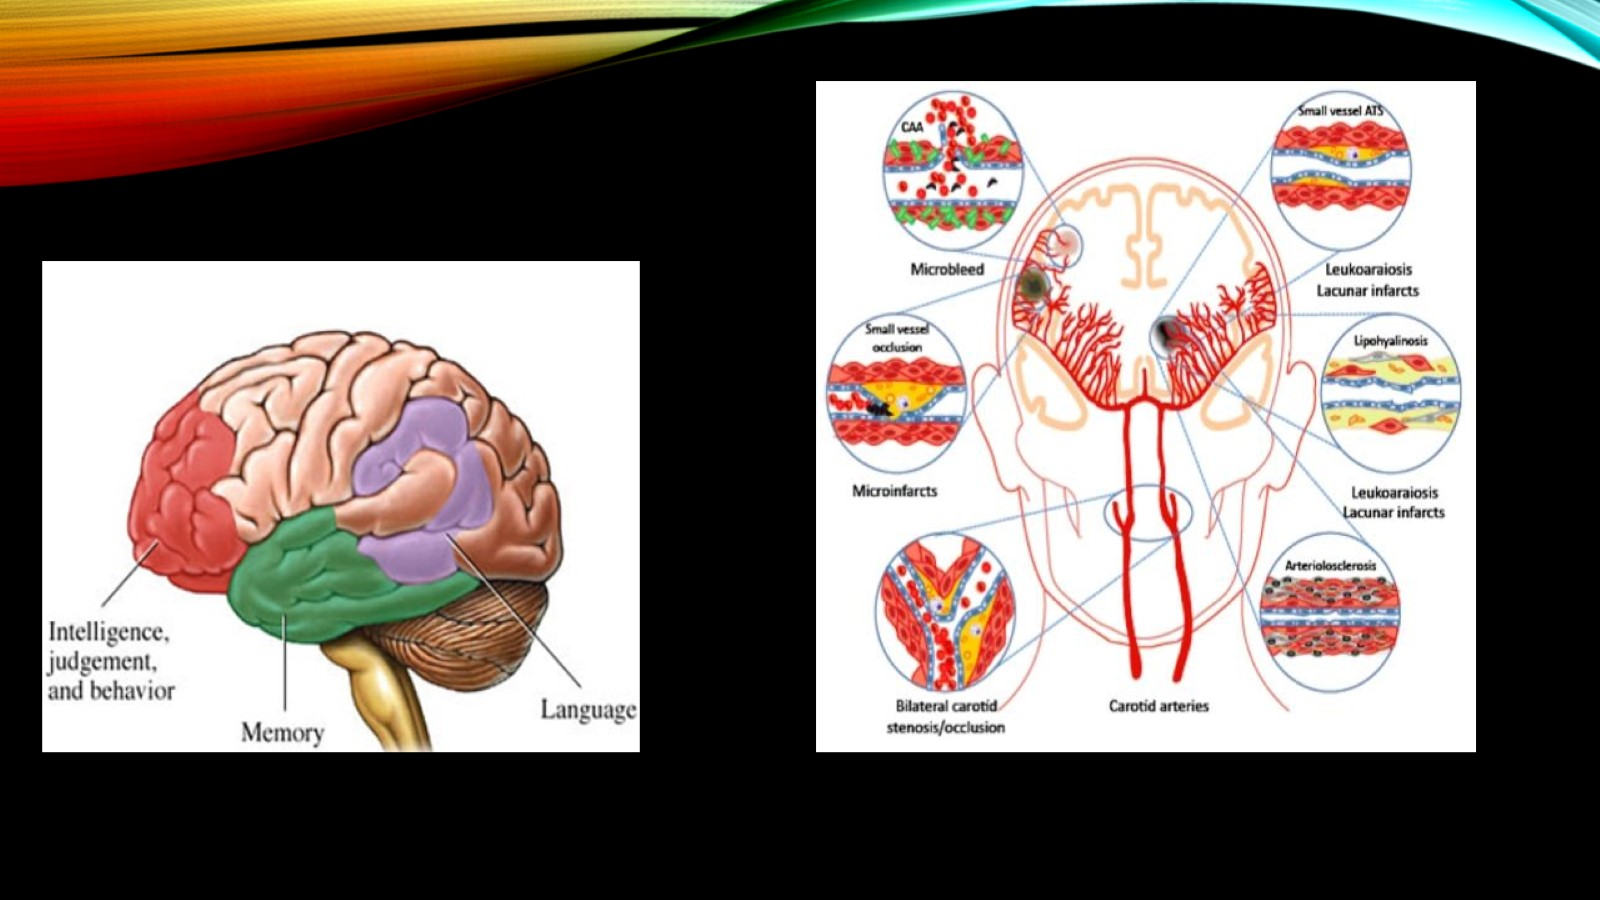 Intelligence,
judgement,
and behavior
Memory
Language
CAA
Microbleed
Small vessel ATS
Leukoaraiosis
Lacunar infarcts
Small vessel
occlusion
Microinfarcts
Lipohyalinosis
Leukoaraiosis
Lacunar infarcts
Bilateral carotid
stenosis/occlusion
Carotid arteries
Arteriolosclerosis